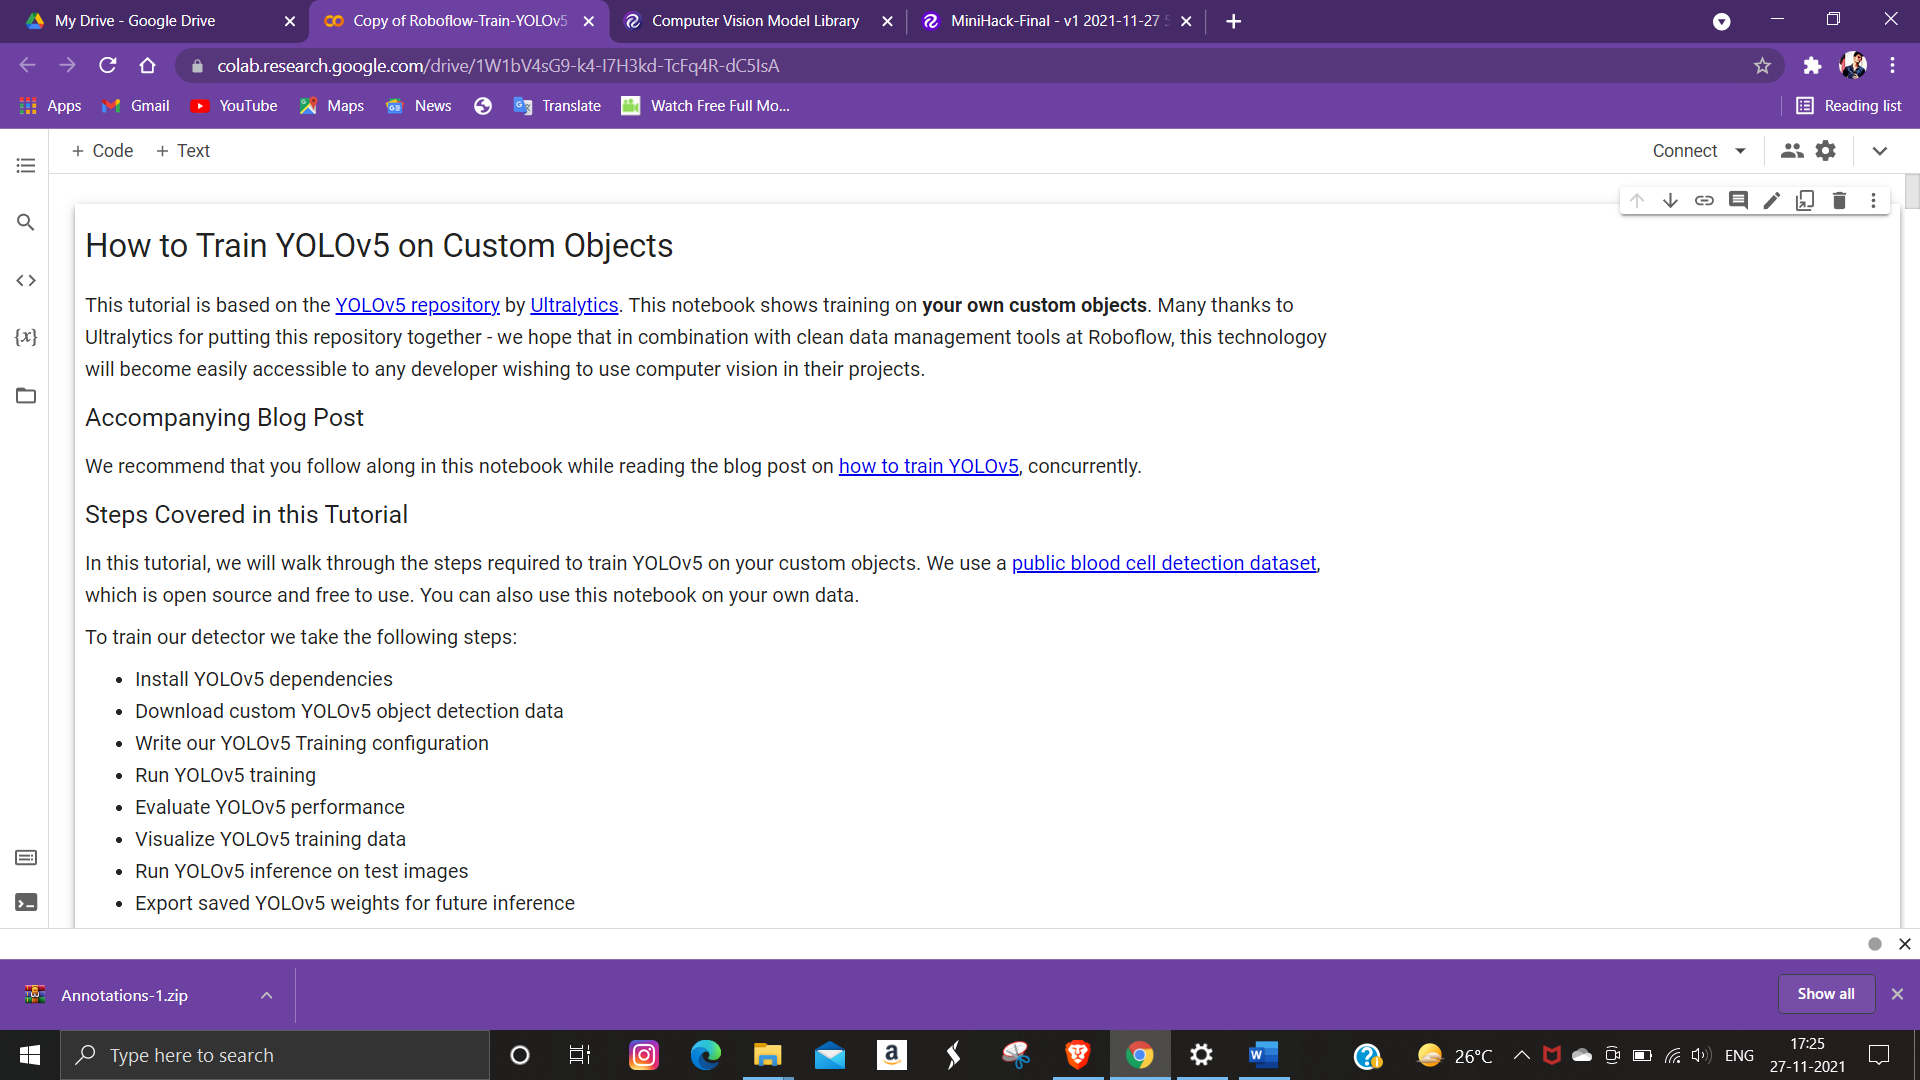 My Drive - Google Drive
Copy of Roboflow-Train-YOLOv5
Computer Vision Model Library
MiniHack-Final - v1 2021-11-27
colab.research.google.com/drive/1W1bV4sG9-k4-I7H3kd-TcFq4R-dC5IsA
Apps Gmail YouTube Maps News Translate Watch Free Full Mo... Reading list
+ Code + Text Connect
How to Train YOLOv5 on Custom Objects
This tutorial is based on the YOLOv5 repository by Ultralytics. This notebook shows training on your own custom objects. Many thanks to
Ultralytics for putting this repository together - we hope that in combination with clean data management tools at Roboflow, this technologoy
will become easily accessible to any developer wishing to use computer vision in their projects.
Accompanying Blog Post
We recommend that you follow along in this notebook while reading the blog post on how to train YOLOv5, concurrently.
Steps Covered in this Tutorial
In this tutorial, we will walk through the steps required to train YOLOv5 on your custom objects. We use a public blood cell detection dataset,
which is open source and free to use. You can also use this notebook on your own data.
To train our detector we take the following steps:
• Install YOLOv5 dependencies
• Download custom YOLOv5 object detection data
• Write our YOLOv5 Training configuration
• Run YOLOv5 training
• Evaluate YOLOv5 performance
• Visualize YOLOv5 training data
• Run YOLOv5 inference on test images
• Export saved YOLOv5 weights for future inference
Annotations-1.zip
Show all
Type here to search
26°C
ENG
17:25
27-11-2021